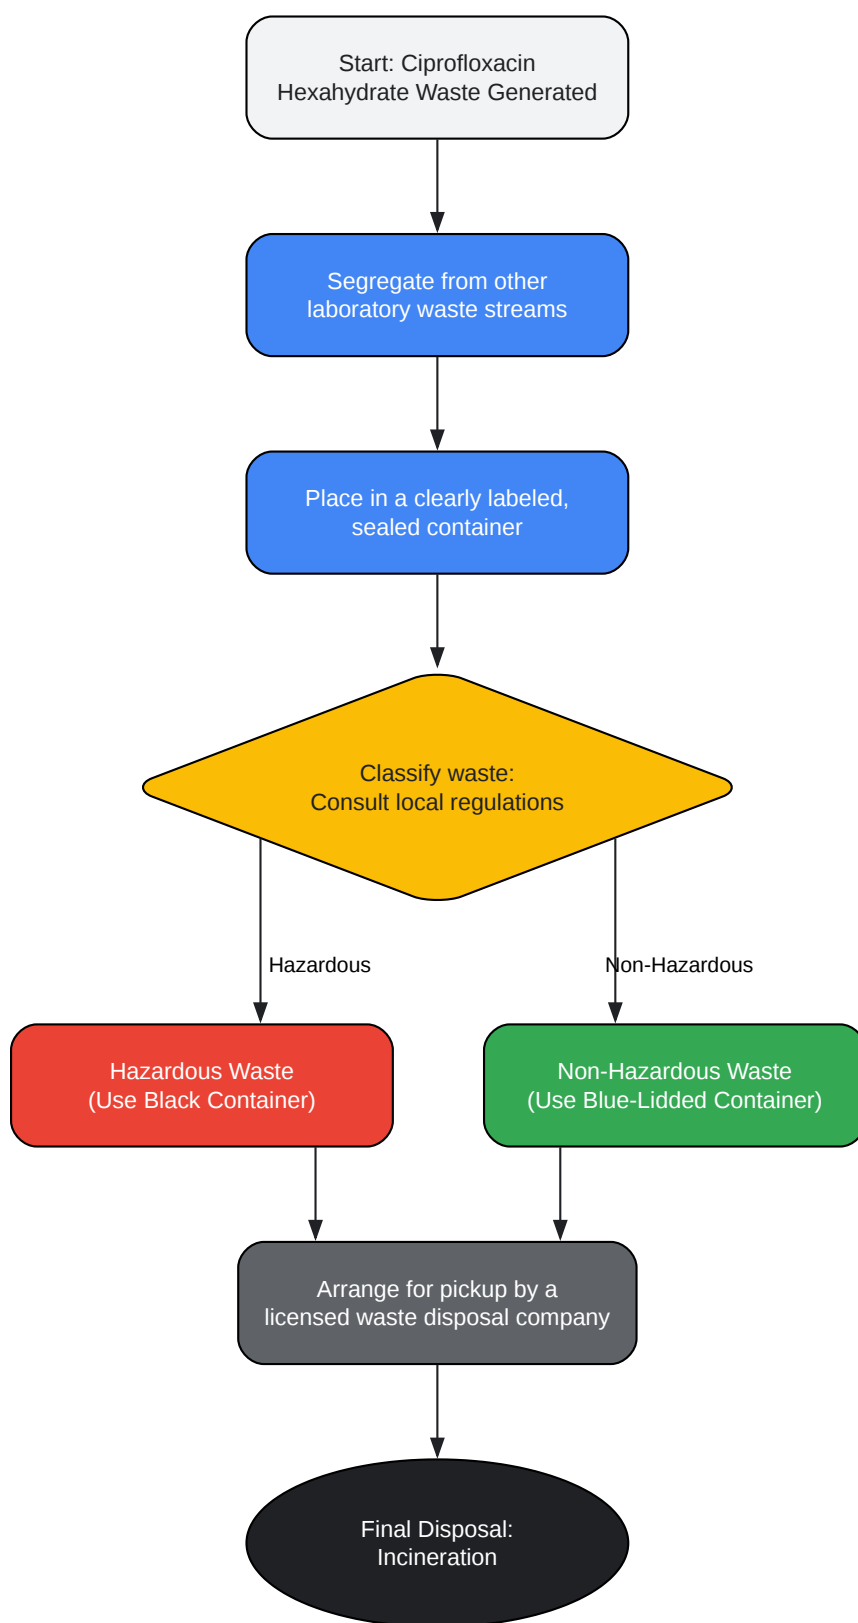 Start: Ciprofloxacin
Hexahydrate Waste Generated
Segregate from other
laboratory waste streams
Place in a clearly labeled,
sealed container
Classify waste:
Consult local regulations
Hazardous
Non-Hazardous
Hazardous Waste
(Use Black Container)
Non-Hazardous Waste
(Use Blue-Lidded Container)
Arrange for pickup by a
licensed waste disposal company
Final Disposal:
Incineration